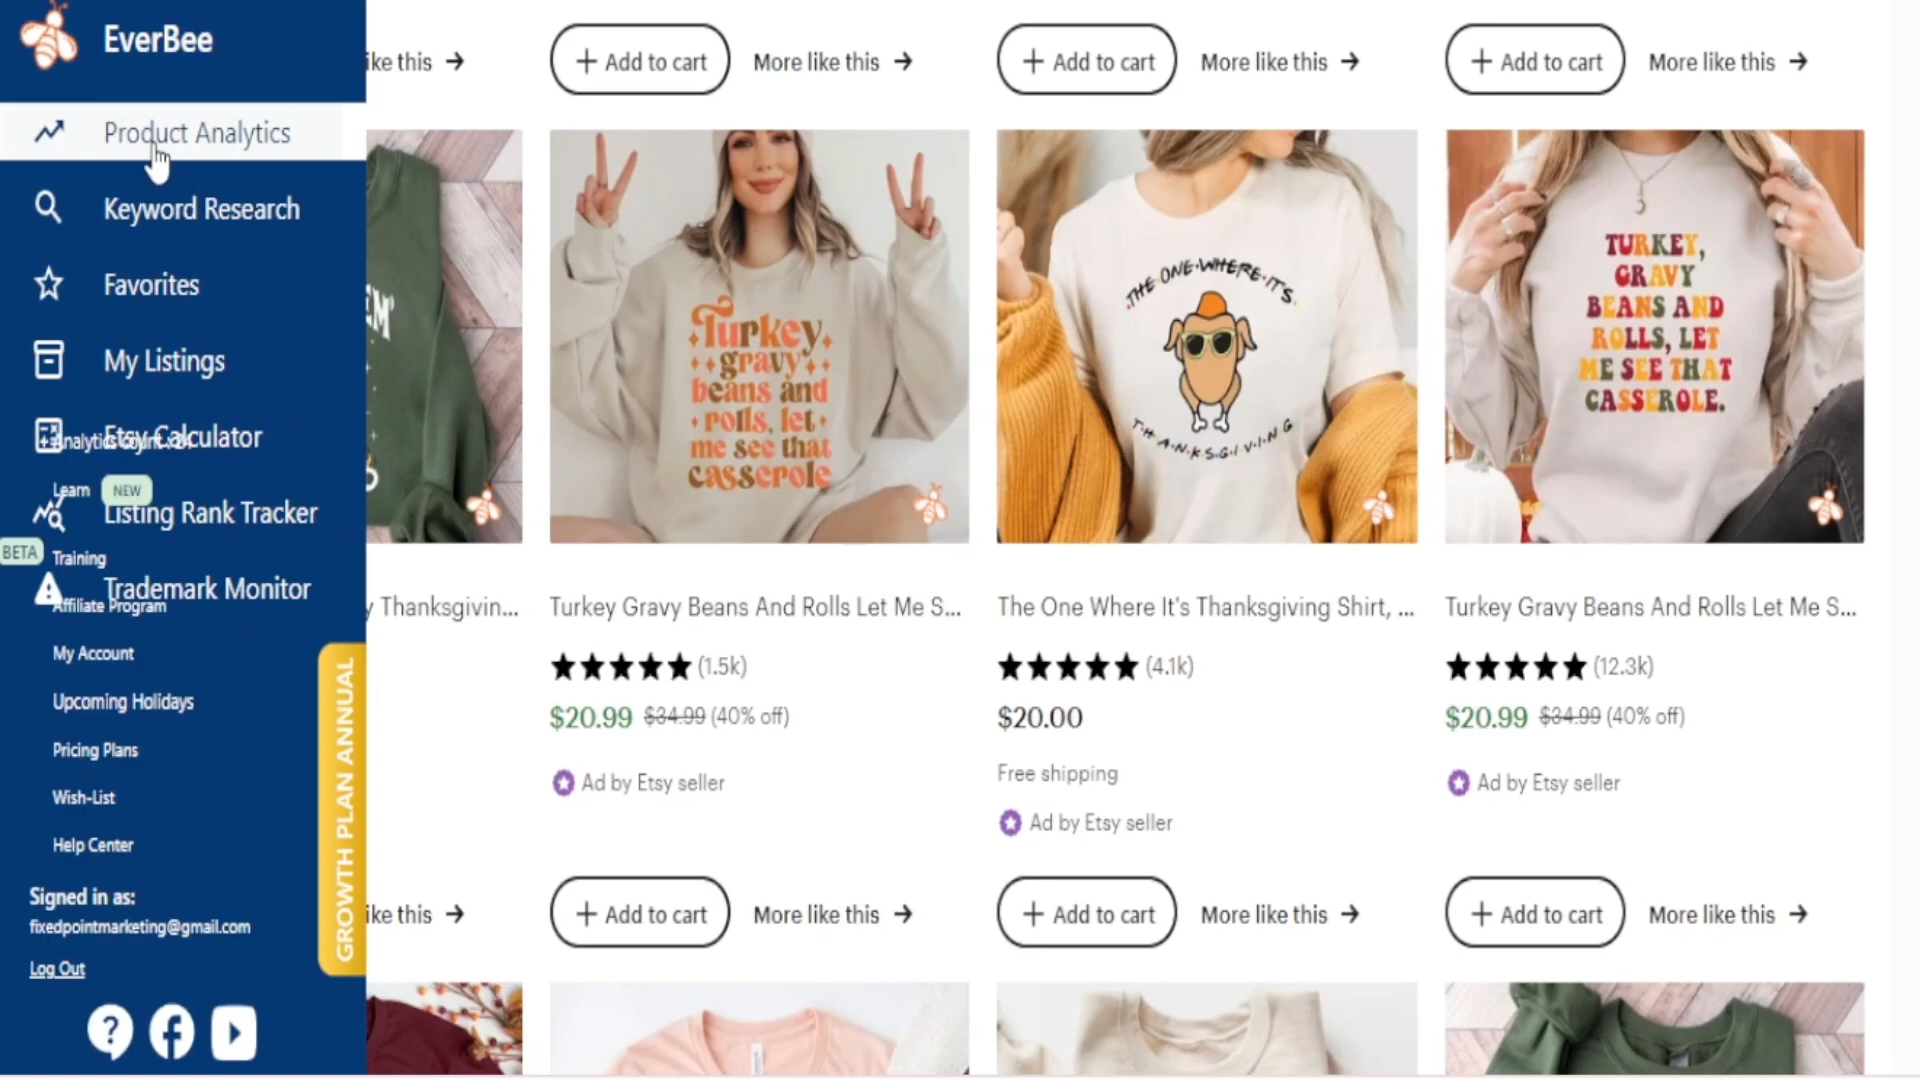 EverBee
Product Analytics
Keyword Research
Favorites
My Listings
Etsy Calculator
Analytics count :
Learn
NEW
Listing Rank Tracker
BETA
Training
Trademark Monitor
Affiliate Program
My Account
Upcoming Holidays
Pricing Plans
Wish-List
Help Center
GROWTH PLAN ANNUAL
Signed in as:
fixedpointmarketing@gmail.com
Log Out
ike this →
+ Add to cart
More like this →
+ Add to cart
More like this →
+ Add to cart
More like this →
Turkey,
gravy
beans and
rolls, let
me see that
casserole
THE·ONE·WHERE·IT'S
T·H·A·N·K·S·G·I·V·I·N·G
TURKEY,
GRAVY
BEANS AND
ROLLS, LET
ME SEE THAT
CASSEROLE.
y Thanksgivin...
Turkey Gravy Beans And Rolls Let Me S...
★★★★★ (1.5k)
$20.99 $34.99 (40% off)
Ad by Etsy seller
The One Where It's Thanksgiving Shirt, ...
★★★★★ (4.1k)
$20.00
Free shipping
Ad by Etsy seller
Turkey Gravy Beans And Rolls Let Me S...
★★★★★ (12.3k)
$20.99 $34.99 (40% off)
Ad by Etsy seller
ike this →
+ Add to cart
More like this →
+ Add to cart
More like this →
+ Add to cart
More like this →